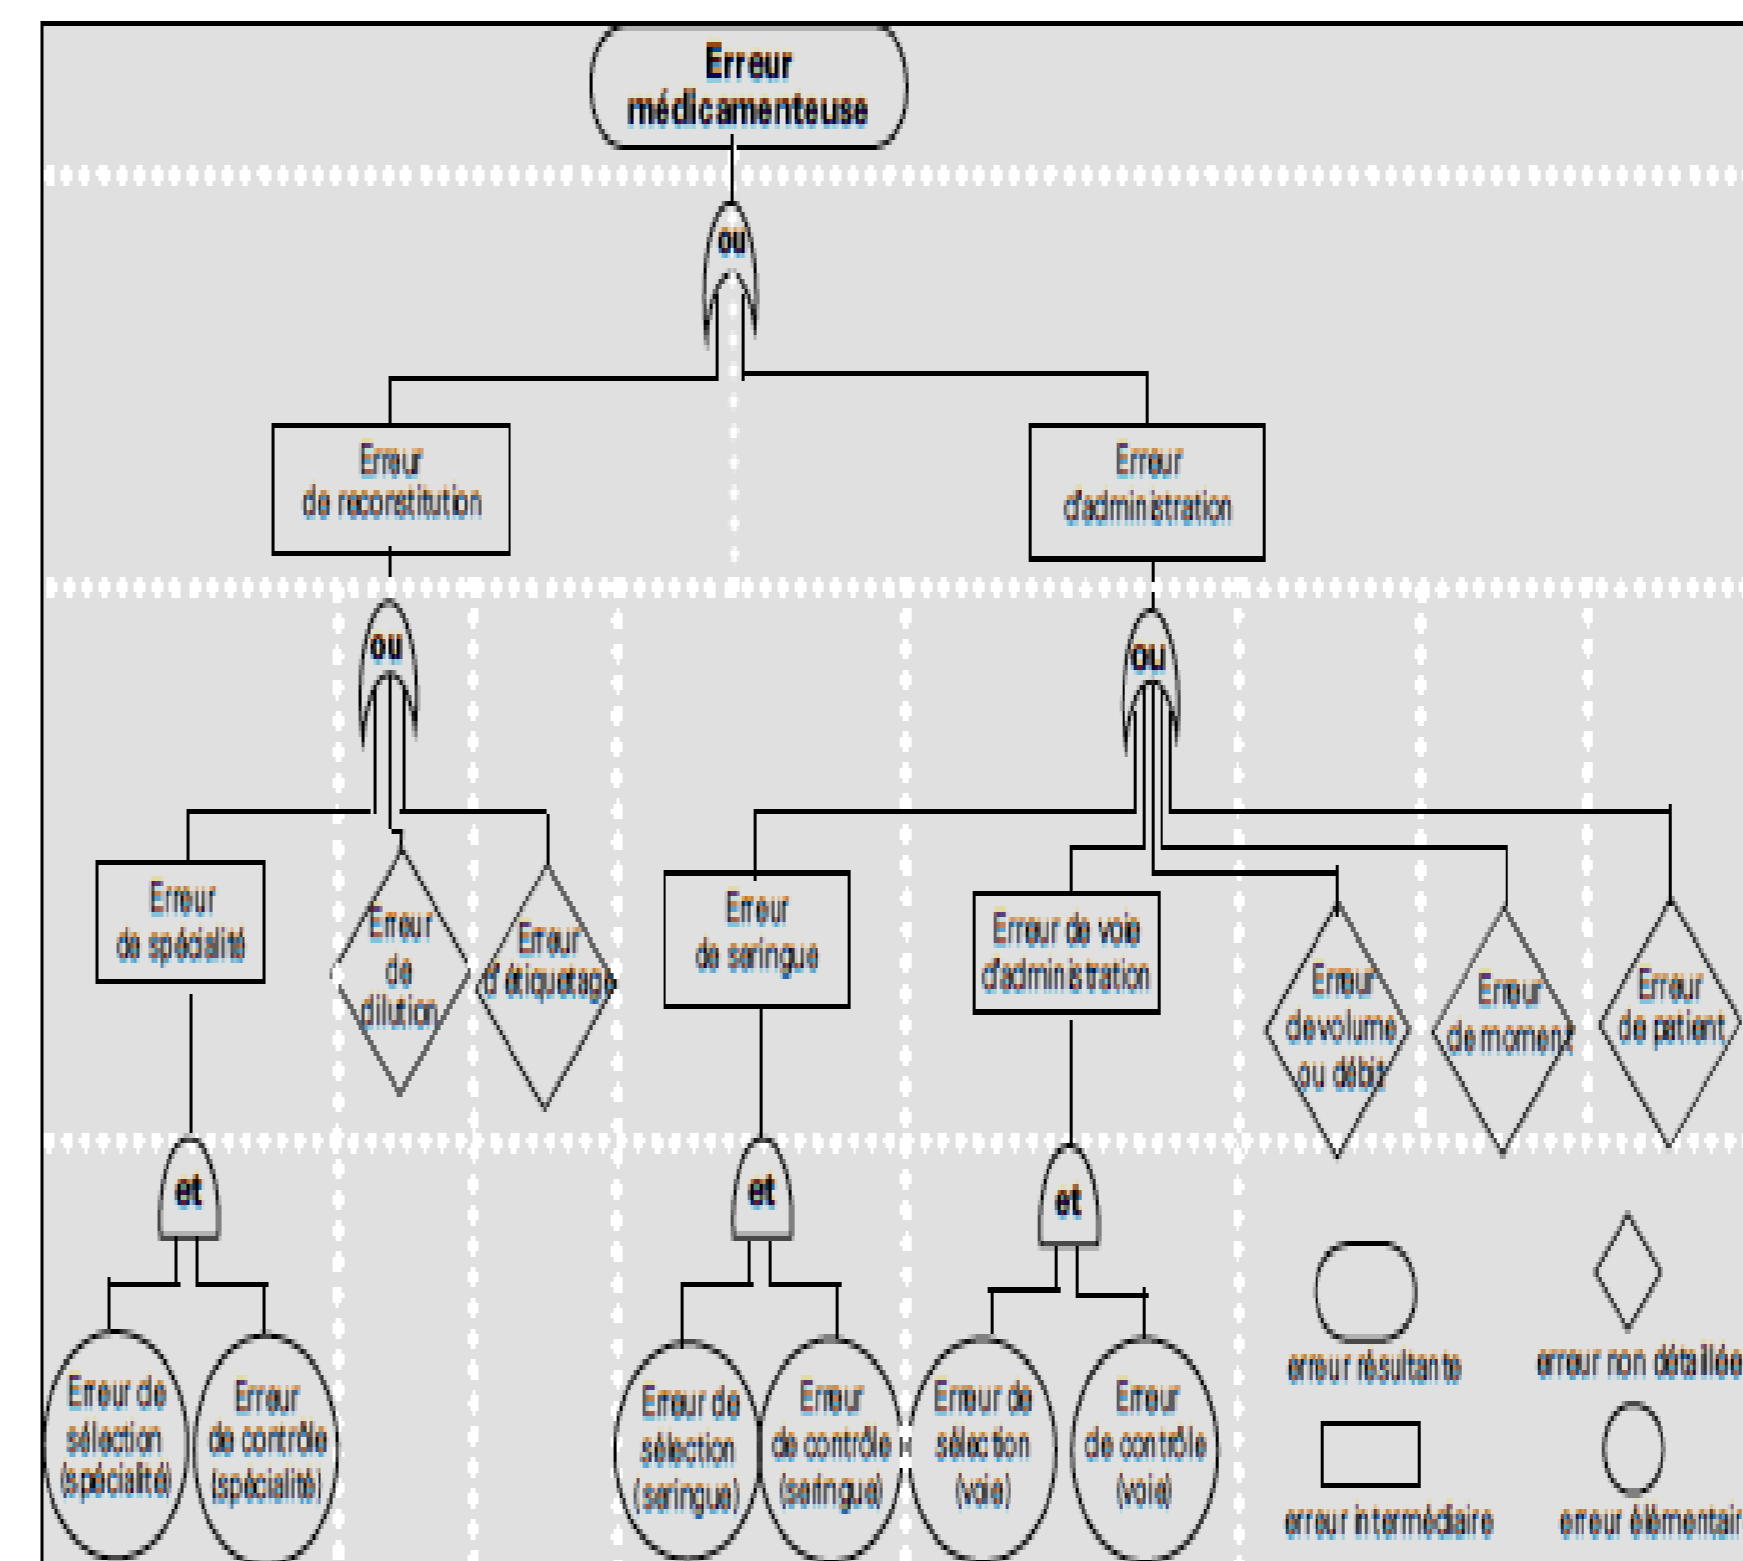 Erreur
médicamenteuse
ou
Erreur
de reconstitution
Erreur
d'administration
ou
ou
Erreur
de spécialité
Erreur
de
dilution
Erreur
d'étiquetage
Erreur
de seringue
Erreur de voie
d'administration
Erreur
de volume
ou débit
Erreur
de moment
Erreur
de patient
et
et
et
Erreur de
sélection
(spécialité)
Erreur
de contrôle
(spécialité)
Erreur de
sélection
(seringue)
Erreur
de contrôle
(seringue)
Erreur de
sélection
(voie)
Erreur
de contrôle
(voie)
erreur résultante
erreur non détaillée
erreur intermédiaire
erreur élémentair